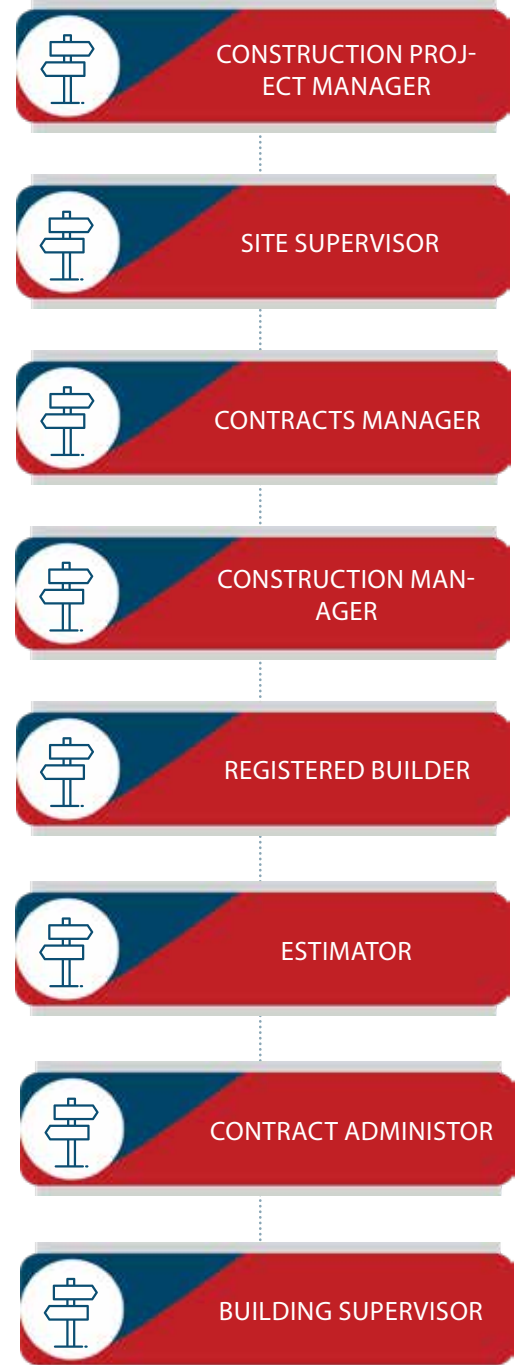 CONSTRUCTION PROJ-
ECT MANAGER
SITE SUPERVISOR
CONTRACTS MANAGER
CONSTRUCTION MAN-
AGER
REGISTERED BUILDER
ESTIMATOR
CONTRACT ADMINISTOR
BUILDING SUPERVISOR